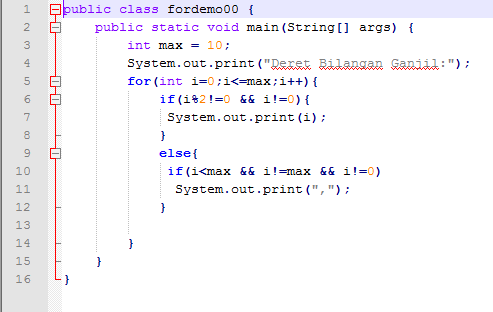 1 public class fordemo00 {
2 public static void main(String[] args) {
3 int max = 10;
4 System.out.print("Deret Bilangan Ganjil:");
5 for(int i=0;i<=max;i++){
6 if(i%2!=0 && i!=0){
7 System.out.print(i);
8 }
9 else{
10 if(i<max && i!=max && i!=0)
11 System.out.print(",");
12 }
13
14 }
15 }
16 }